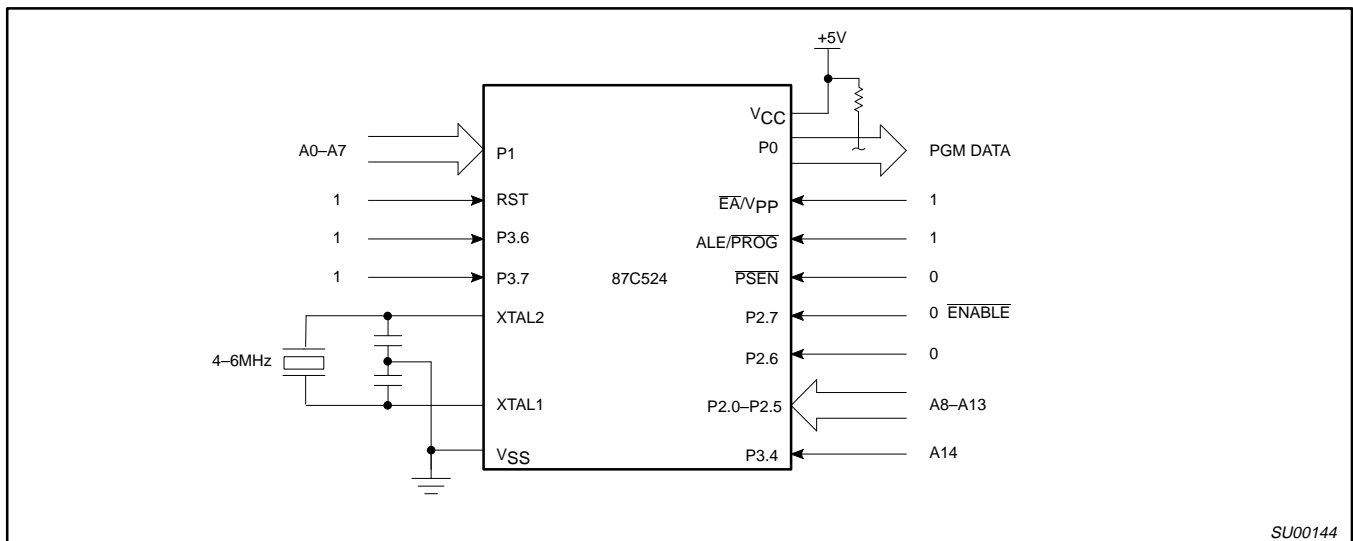 +5V
VCC
A0–A7
P1
P0
PGM DATA
1
RST
EA/VPP
1
1
P3.6
ALE/PROG
1
1
P3.7
87C524
PSEN
0
XTAL2
P2.7
0 ENABLE
4–6MHz
P2.6
0
XTAL1
P2.0–P2.5
A8–A13
VSS
P3.4
A14
SU00144